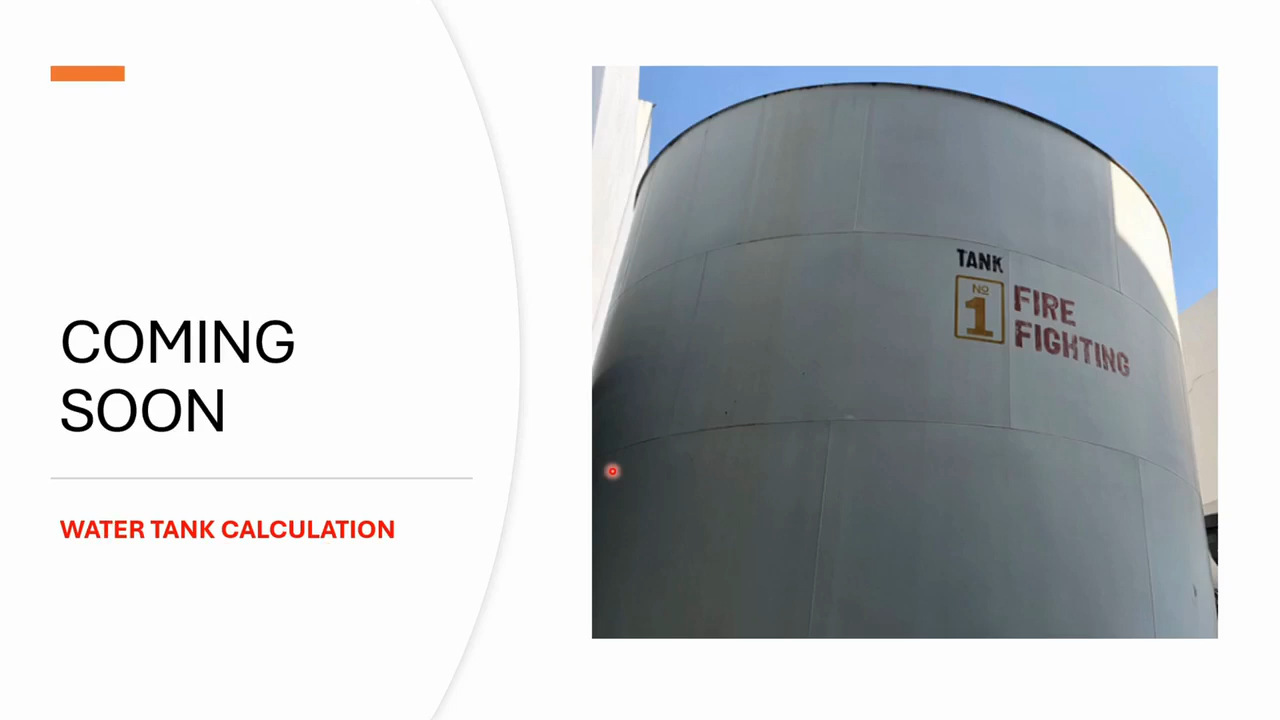 COMING
SOON
WATER TANK CALCULATION
TANK
No
1
FIRE
FIGHTING